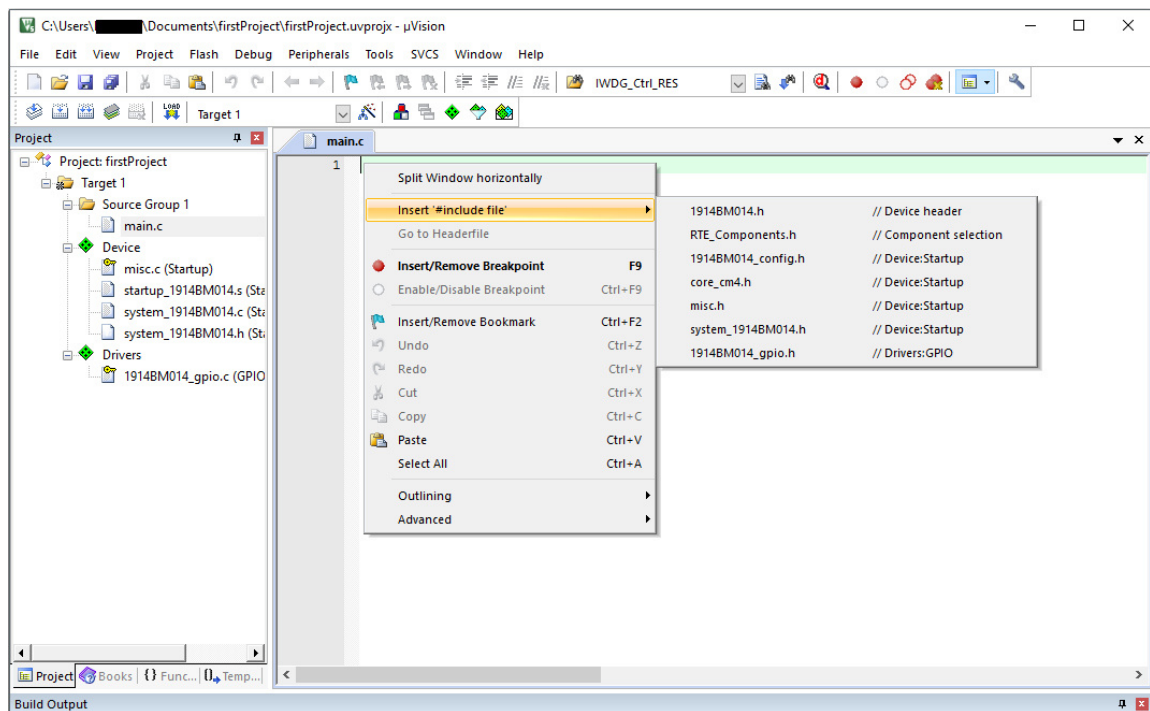 C:\Users\ \Documents\firstProject\firstProject.uvprojx - µVision
File Edit View Project Flash Debug Peripherals Tools SVCS Window Help
IWDG_Ctrl_RES
LOAD Target 1
Project
main.c
Project: firstProject
Target 1
Source Group 1
main.c
Device
misc.c (Startup)
startup_1914BM014.s (Sta
system_1914BM014.c (Sta
system_1914BM014.h (Sta
Drivers
1914BM014_gpio.c (GPIO
1
Split Window horizontally
Insert '#include file'
Go to Headerfile
Insert/Remove Breakpoint F9
Enable/Disable Breakpoint Ctrl+F9
Insert/Remove Bookmark Ctrl+F2
Undo Ctrl+Z
Redo Ctrl+Y
Cut Ctrl+X
Copy Ctrl+C
Paste Ctrl+V
Select All Ctrl+A
Outlining
Advanced
1914BM014.h // Device header
RTE_Components.h // Component selection
1914BM014_config.h // Device:Startup
core_cm4.h // Device:Startup
misc.h // Device:Startup
system_1914BM014.h // Device:Startup
1914BM014_gpio.h // Drivers:GPIO
Project Books {} Func... Temp...
Build Output